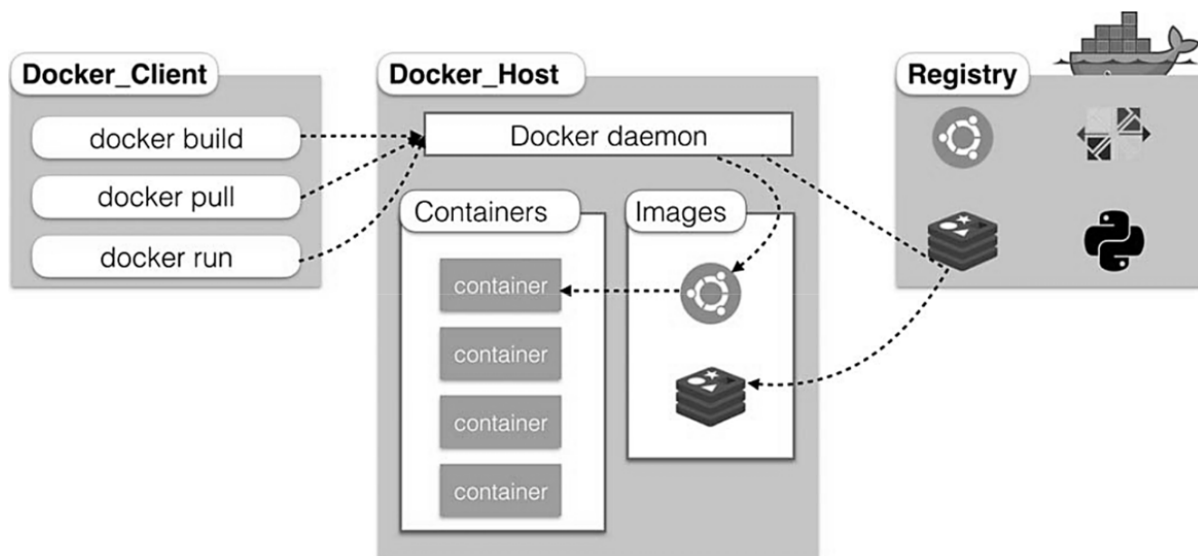 Docker_Client
docker build
docker pull
docker run
Docker_Host
Docker daemon
Containers
container
container
container
container
Images
Registry